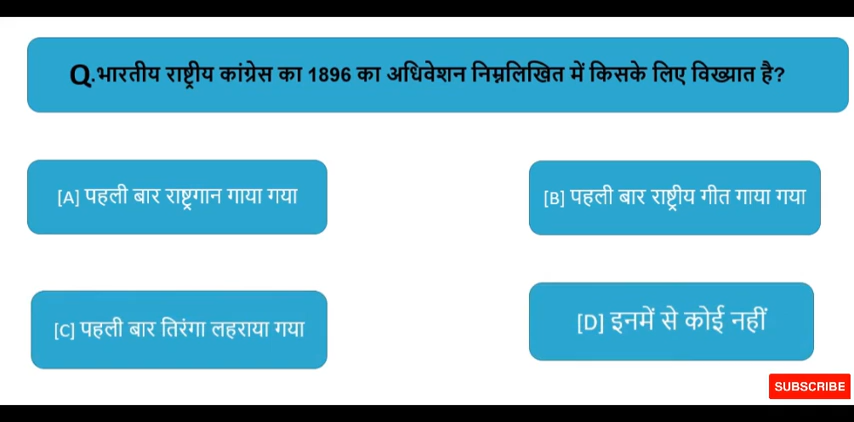 Q.भारतीय राष्ट्रीय कांग्रेस का 1896 का अधिवेशन निम्नलिखित में किसके लिए विख्यात है?
[A] पहली बार राष्ट्रगान गाया गया
[B] पहली बार राष्ट्रीय गीत गाया गया
[C] पहली बार तिरंगा लहराया गया
[D] इनमें से कोई नहीं
SUBSCRIBE